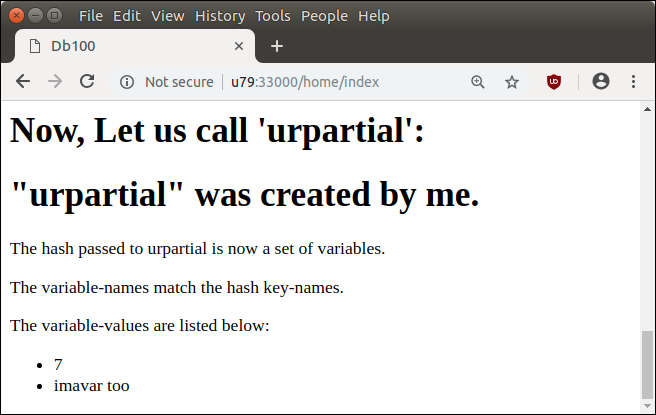 File Edit View History Tools People Help
Db100
Not secure | u79:33000/home/index
Now, Let us call 'urpartial':
"urpartial" was created by me.
The hash passed to urpartial is now a set of variables.
The variable-names match the hash key-names.
The variable-values are listed below:
• 7
• imavar too